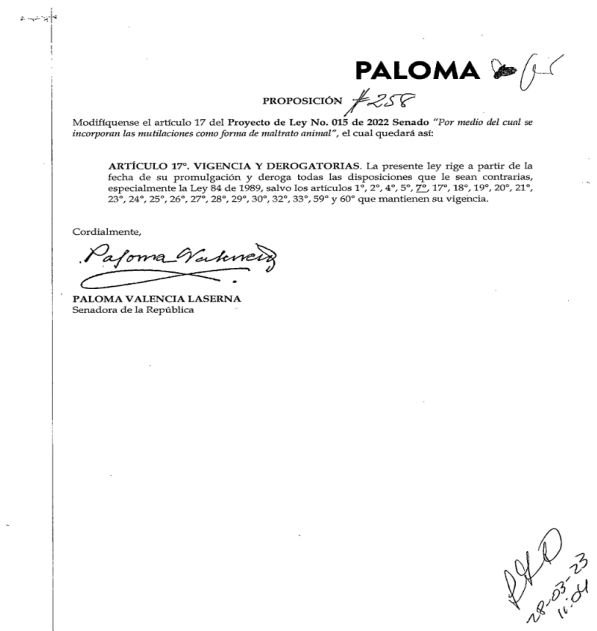 PALOMA
PROPOSICIÓN #258
Modifíquense el artículo 17 del Proyecto de Ley No. 015 de 2022 Senado "Por medio del cual se
incorporan las mutilaciones como forma de maltrato animal", el cual quedará así:
ARTÍCULO 17°. VIGENCIA Y DEROGATORIAS. La presente ley rige a partir de la
fecha de su promulgación y deroga todas las disposiciones que le sean contrarias,
especialmente la Ley 84 de 1989, salvo los artículos 1°, 2°, 4°, 5°, 7°, 17°, 18°, 19°, 20°, 21°,
23°, 24°, 25°, 26°, 27°, 28°, 29°, 30°, 32°, 33°, 59° y 60° que mantienen su vigencia.
Cordialmente,
Paloma Valencia
PALOMA VALENCIA LASERNA
Senadora de la República
28-03-23
11:04